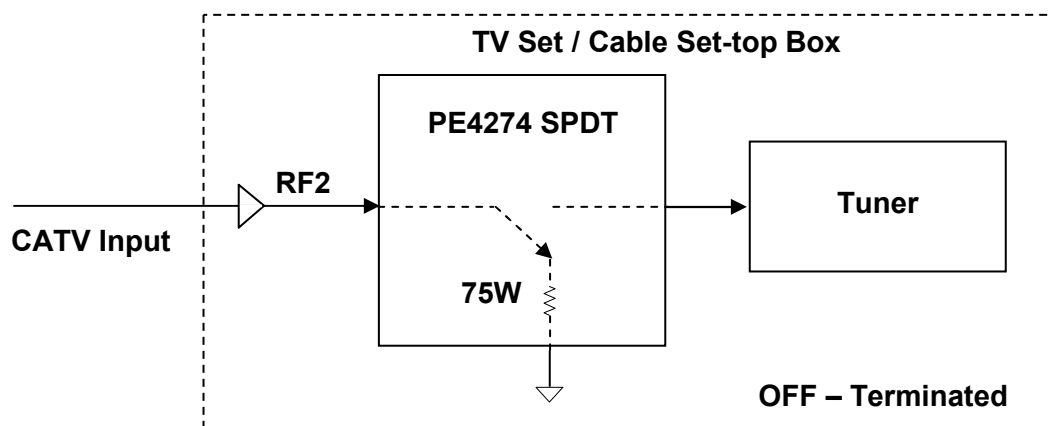 TV Set / Cable Set-top Box
PE4274 SPDT
RF2
Tuner
CATV Input
75W
OFF – Terminated